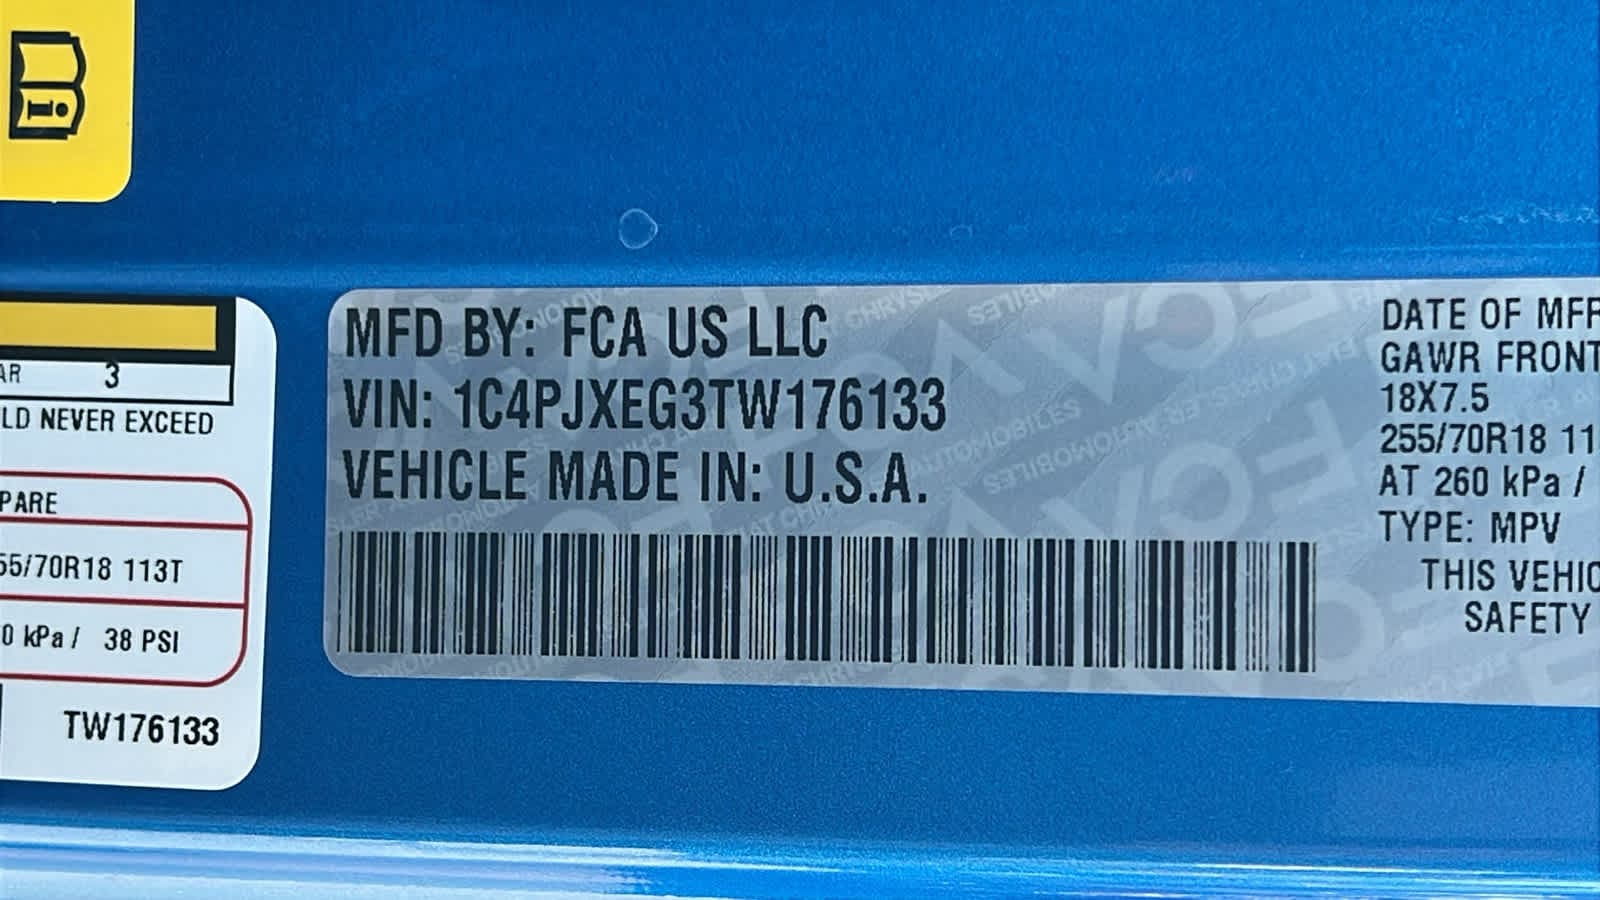 AR 3
LD NEVER EXCEED
PARE
55/70R18 113T
0 kPa / 38 PSI
TW176133
MFD BY: FCA US LLC
VIN: 1C4PJXEG3TW176133
VEHICLE MADE IN: U.S.A.
DATE OF MFR
GAWR FRONT
18X7.5
255/70R18 11
AT 260 kPa /
TYPE: MPV
THIS VEHIC
SAFETY